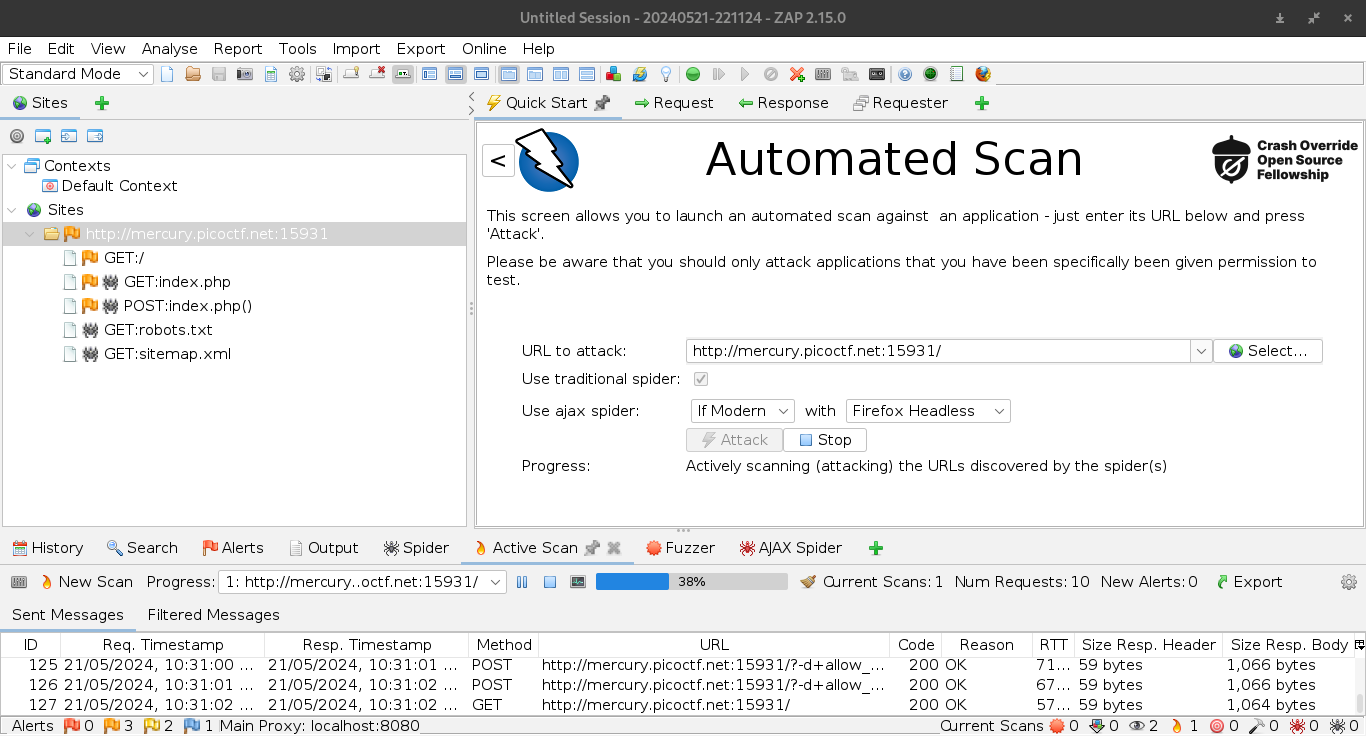 Untitled Session - 20240521-221124 - ZAP 2.15.0
File Edit View Analyse Report Tools Import Export Online Help
Standard Mode
Sites
Quick Start Request Response Requester
Contexts
Default Context
Sites
http://mercury.picoctf.net:15931
GET:/
GET:index.php
POST:index.php()
GET:robots.txt
GET:sitemap.xml
<
Automated Scan
Crash Override
Open Source
Fellowship
This screen allows you to launch an automated scan against an application - just enter its URL below and press
'Attack'.
Please be aware that you should only attack applications that you have been specifically been given permission to
test.
URL to attack: http://mercury.picoctf.net:15931/ Select...
Use traditional spider:
Use ajax spider: If Modern with Firefox Headless
Attack Stop
Progress: Actively scanning (attacking) the URLs discovered by the spider(s)
History Search Alerts Output Spider Active Scan Fuzzer AJAX Spider
New Scan Progress: 1: http://mercury..octf.net:15931/ 38% Current Scans: 1 Num Requests: 10 New Alerts: 0 Export
Sent Messages Filtered Messages
ID Req. Timestamp Resp. Timestamp Method URL Code Reason RTT Size Resp. Header Size Resp. Body
125 21/05/2024, 10:31:00 ... 21/05/2024, 10:31:01 ... POST http://mercury.picoctf.net:15931/?-d+allow_... 200 OK 71... 59 bytes 1,066 bytes
126 21/05/2024, 10:31:01 ... 21/05/2024, 10:31:02 ... POST http://mercury.picoctf.net:15931/?-d+allow_... 200 OK 67... 59 bytes 1,066 bytes
127 21/05/2024, 10:31:02 ... 21/05/2024, 10:31:02 ... GET http://mercury.picoctf.net:15931/ 200 OK 57... 59 bytes 1,064 bytes
Alerts 0 3 2 1 Main Proxy: localhost:8080 Current Scans 0 0 2 1 0 0 0 0